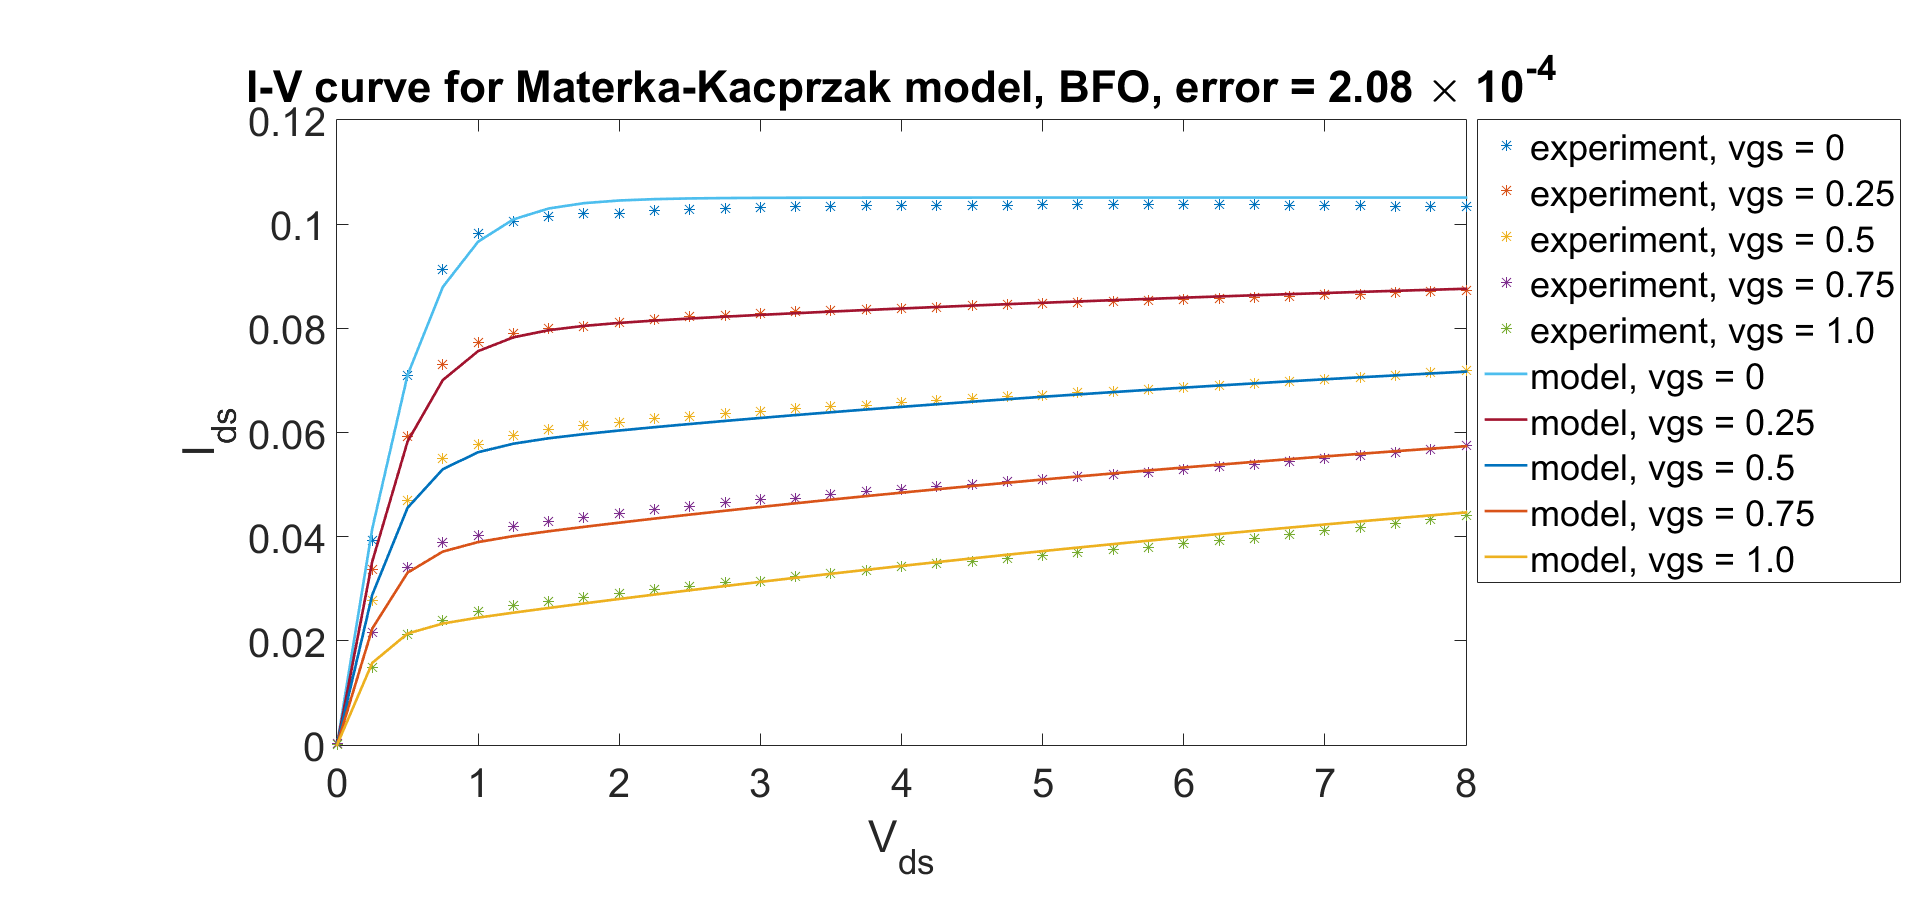 I-V curve for Materka-Kacprzak model, BFO, error = 2.08 × 10^-4
0.12
0.1
0.08
0.06
0.04
0.02
0
I_ds
0 1 2 3 4 5 6 7 8
V_ds
experiment, vgs = 0
experiment, vgs = 0.25
experiment, vgs = 0.5
experiment, vgs = 0.75
experiment, vgs = 1.0
model, vgs = 0
model, vgs = 0.25
model, vgs = 0.5
model, vgs = 0.75
model, vgs = 1.0